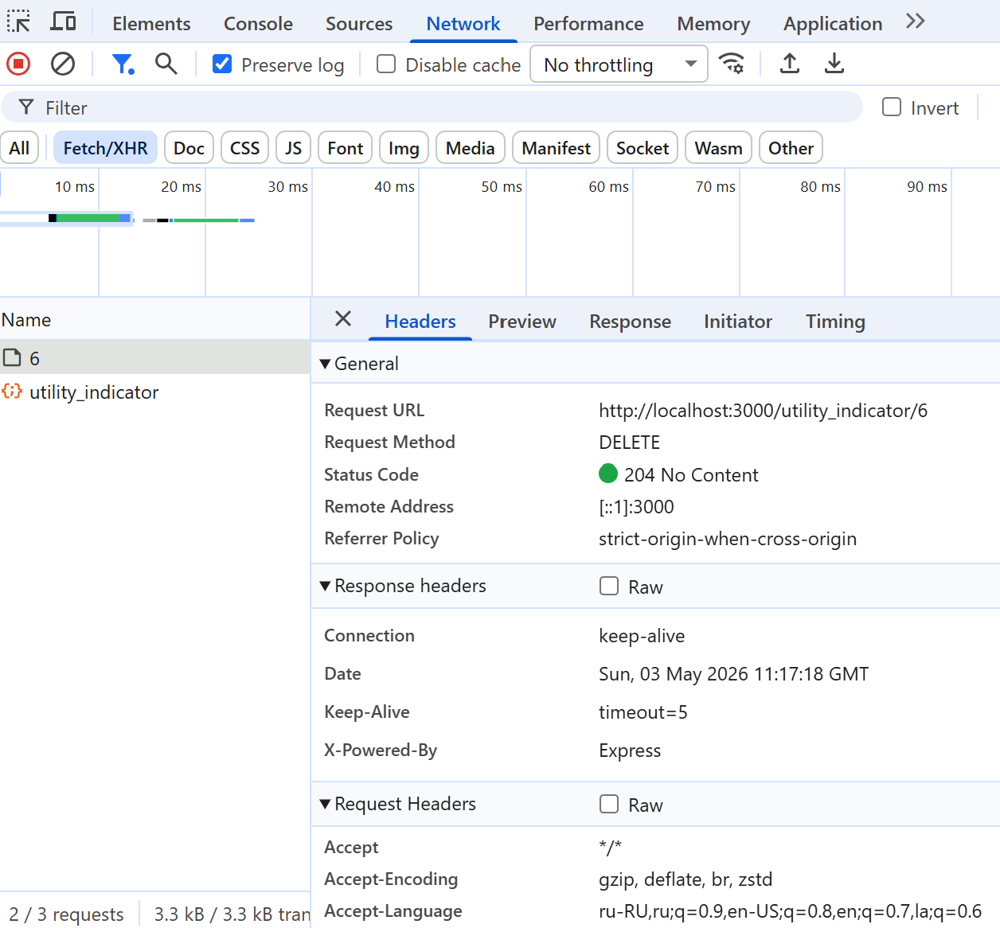 Elements Console Sources Network Performance Memory Application
Preserve log Disable cache No throttling
Filter Invert
All Fetch/XHR Doc CSS JS Font Img Media Manifest Socket Wasm Other
10 ms 20 ms 30 ms 40 ms 50 ms 60 ms 70 ms 80 ms 90 ms
Name
6
utility_indicator
Headers Preview Response Initiator Timing
General
Request URL http://localhost:3000/utility_indicator/6
Request Method DELETE
Status Code 204 No Content
Remote Address [::1]:3000
Referrer Policy strict-origin-when-cross-origin
Response headers Raw
Connection keep-alive
Date Sun, 03 May 2026 11:17:18 GMT
Keep-Alive timeout=5
X-Powered-By Express
Request Headers Raw
Accept */*
Accept-Encoding gzip, deflate, br, zstd
Accept-Language ru-RU,ru;q=0.9,en-US;q=0.8,en;q=0.7,la;q=0.6
2 / 3 requests 3.3 kB / 3.3 kB tran